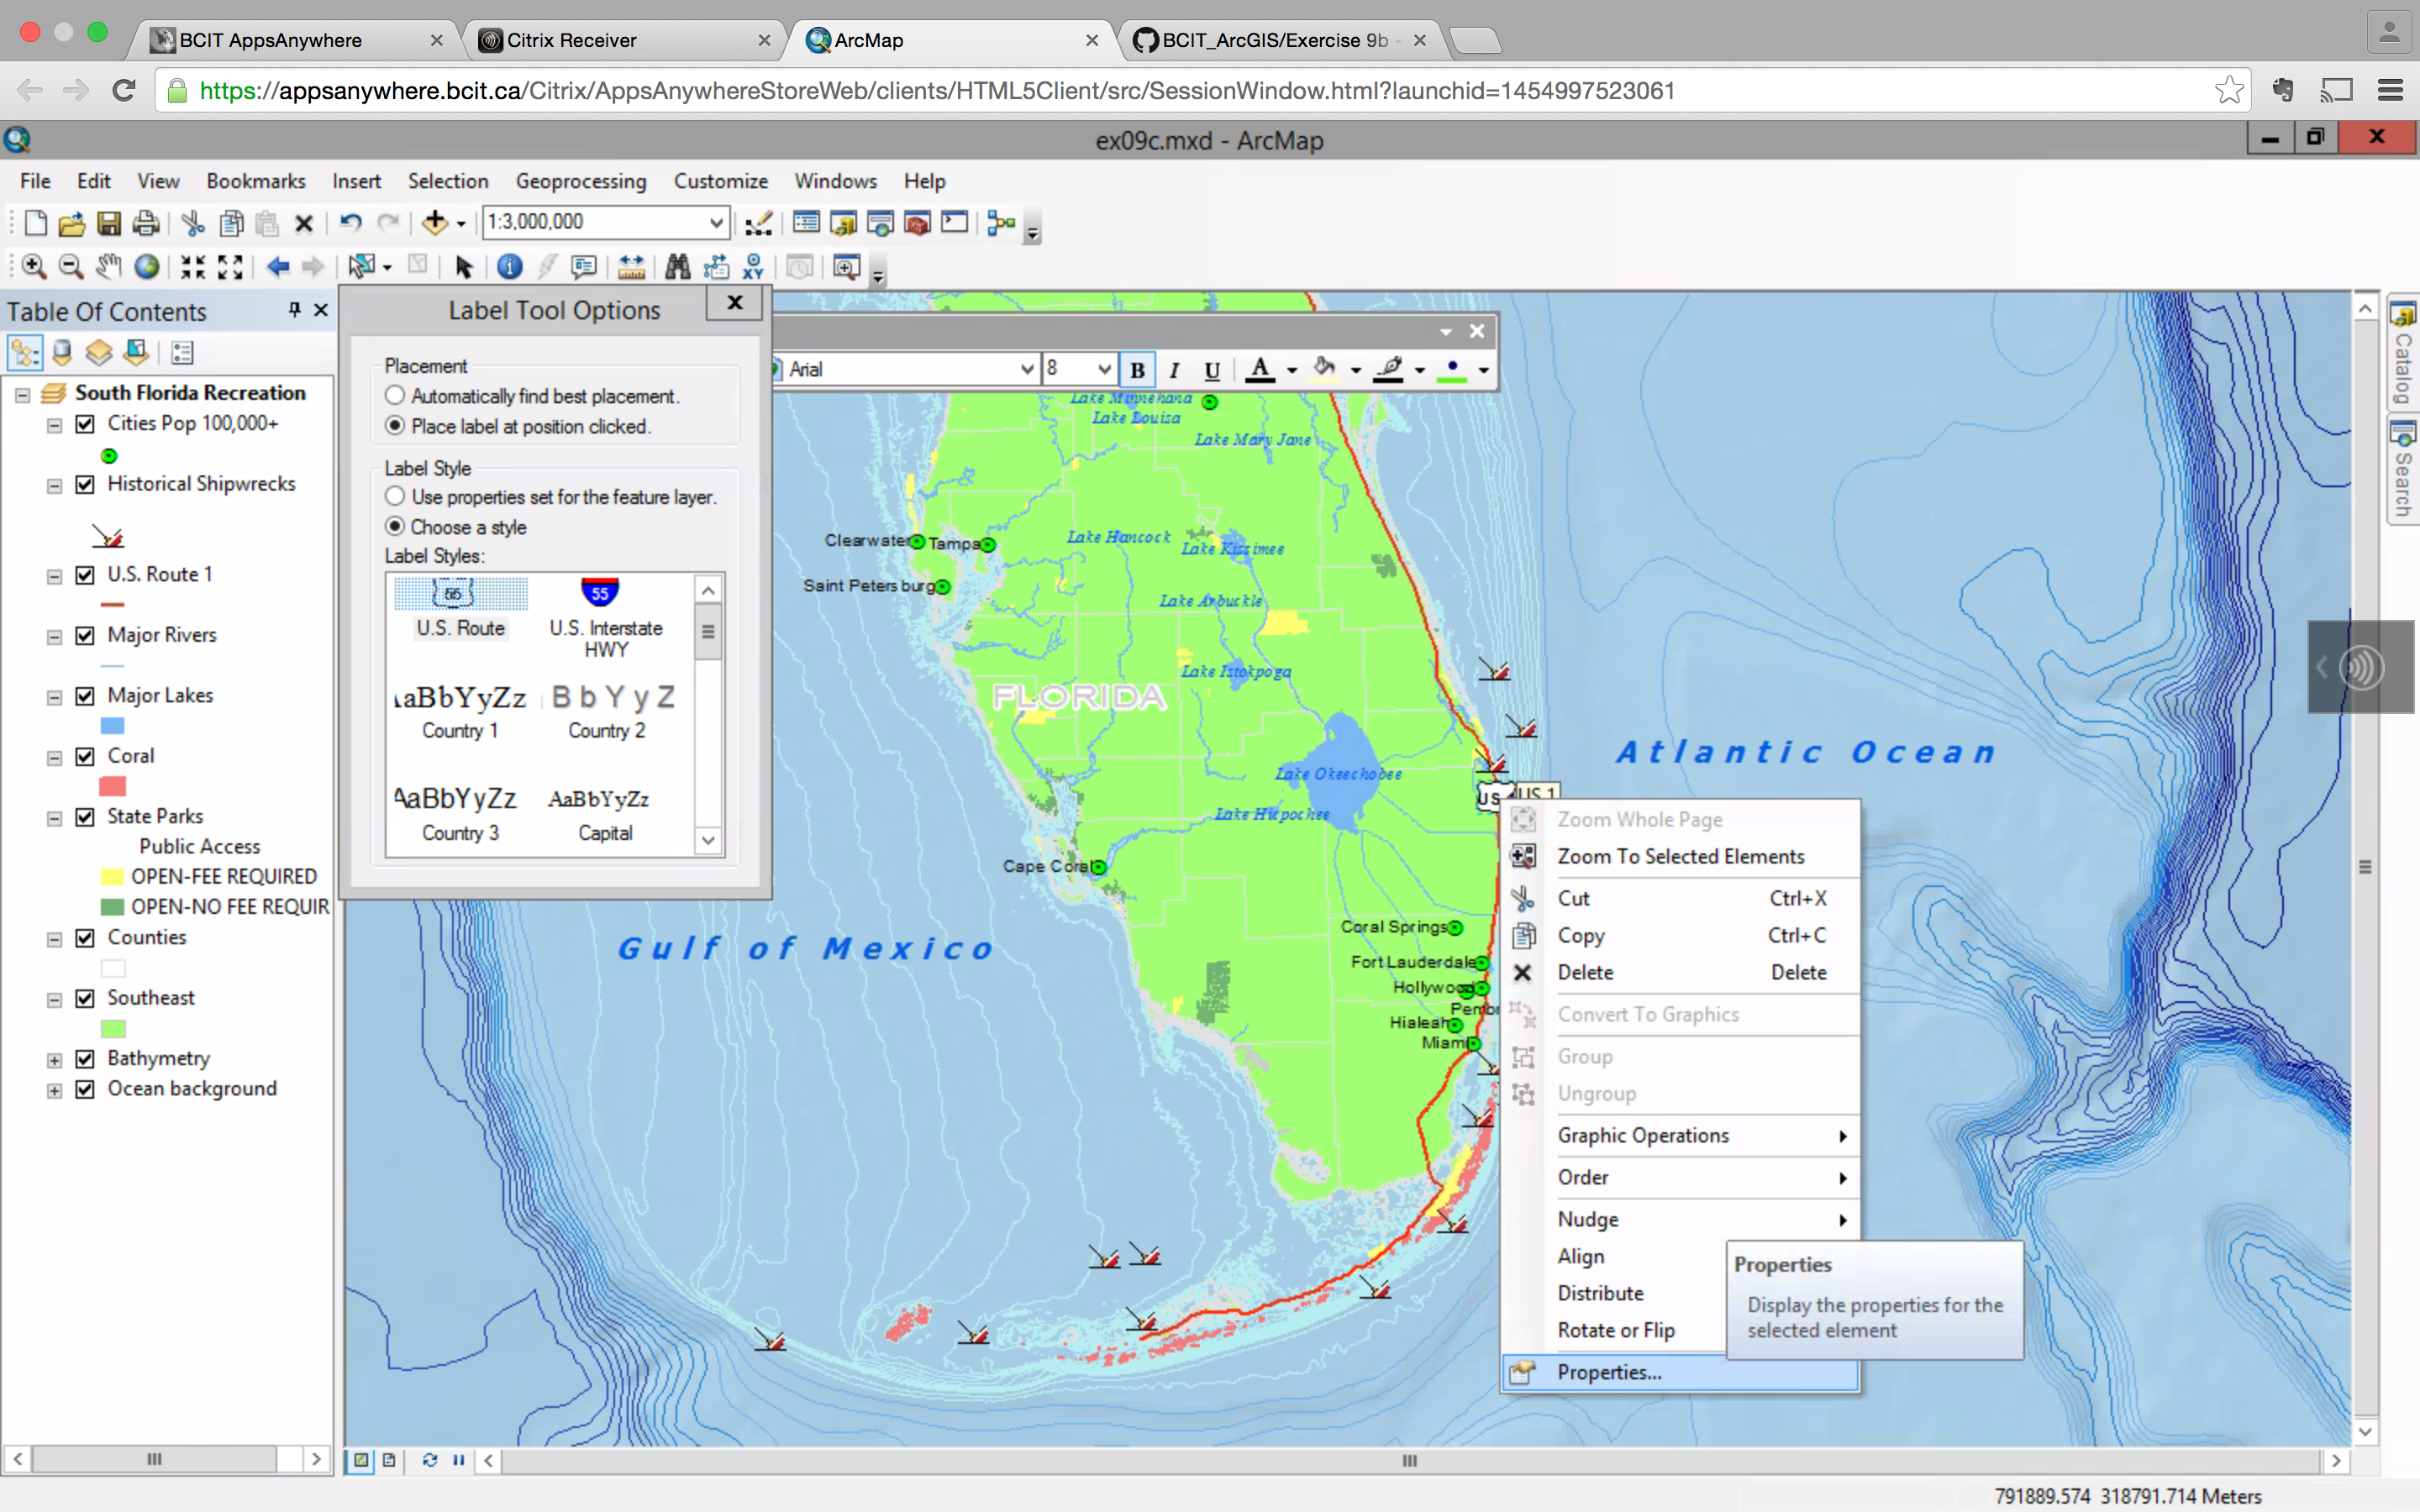 BCIT AppsAnywhere
Citrix Receiver
ArcMap
BCIT_ArcGIS/Exercise 9b -
https://appsanywhere.bcit.ca/Citrix/AppsAnywhereStoreWeb/clients/HTML5Client/src/SessionWindow.html?launchid=1454997523061
ex09c.mxd - ArcMap
File Edit View Bookmarks Insert Selection Geoprocessing Customize Windows Help
1:3,000,000
XY
Table Of Contents
South Florida Recreation
Cities Pop 100,000+
Historical Shipwrecks
U.S. Route 1
Major Rivers
Major Lakes
Coral
State Parks
Public Access
OPEN-FEE REQUIRED
OPEN-NO FEE REQUIR
Counties
Southeast
Bathymetry
Ocean background
Label Tool Options
Placement
Automatically find best placement.
Place label at position clicked.
Label Style
Use properties set for the feature layer.
Choose a style
Label Styles:
55 55
U.S. Route U.S. Interstate
HWY
AaBbYyZz B b Y y Z
Country 1 Country 2
AaBbYyZz AaBbYyZz
Country 3 Capital
Arial 8 B I U A
Lake Minnehaha
Lake Louisa
Lake Mary Jane
Lake Hancock
Lake Kissimee
Clearwater
Tampa
Saint Petersburg
Lake Arbuckle
Lake Istokpoga
FLORIDA
Lake Okeechobee
Lake Hicpochee
Cape Coral
Coral Springs
Fort Lauderdale
Hollywood
Pembr
Hialeah
Miami
Gulf of Mexico
Atlantic Ocean
US 1
Zoom Whole Page
Zoom To Selected Elements
Cut Ctrl+X
Copy Ctrl+C
Delete Delete
Convert To Graphics
Group
Ungroup
Graphic Operations
Order
Nudge
Align
Distribute
Rotate or Flip
Properties...
Properties
Display the properties for the
selected element
Catalog
Search
791889.574 318791.714 Meters